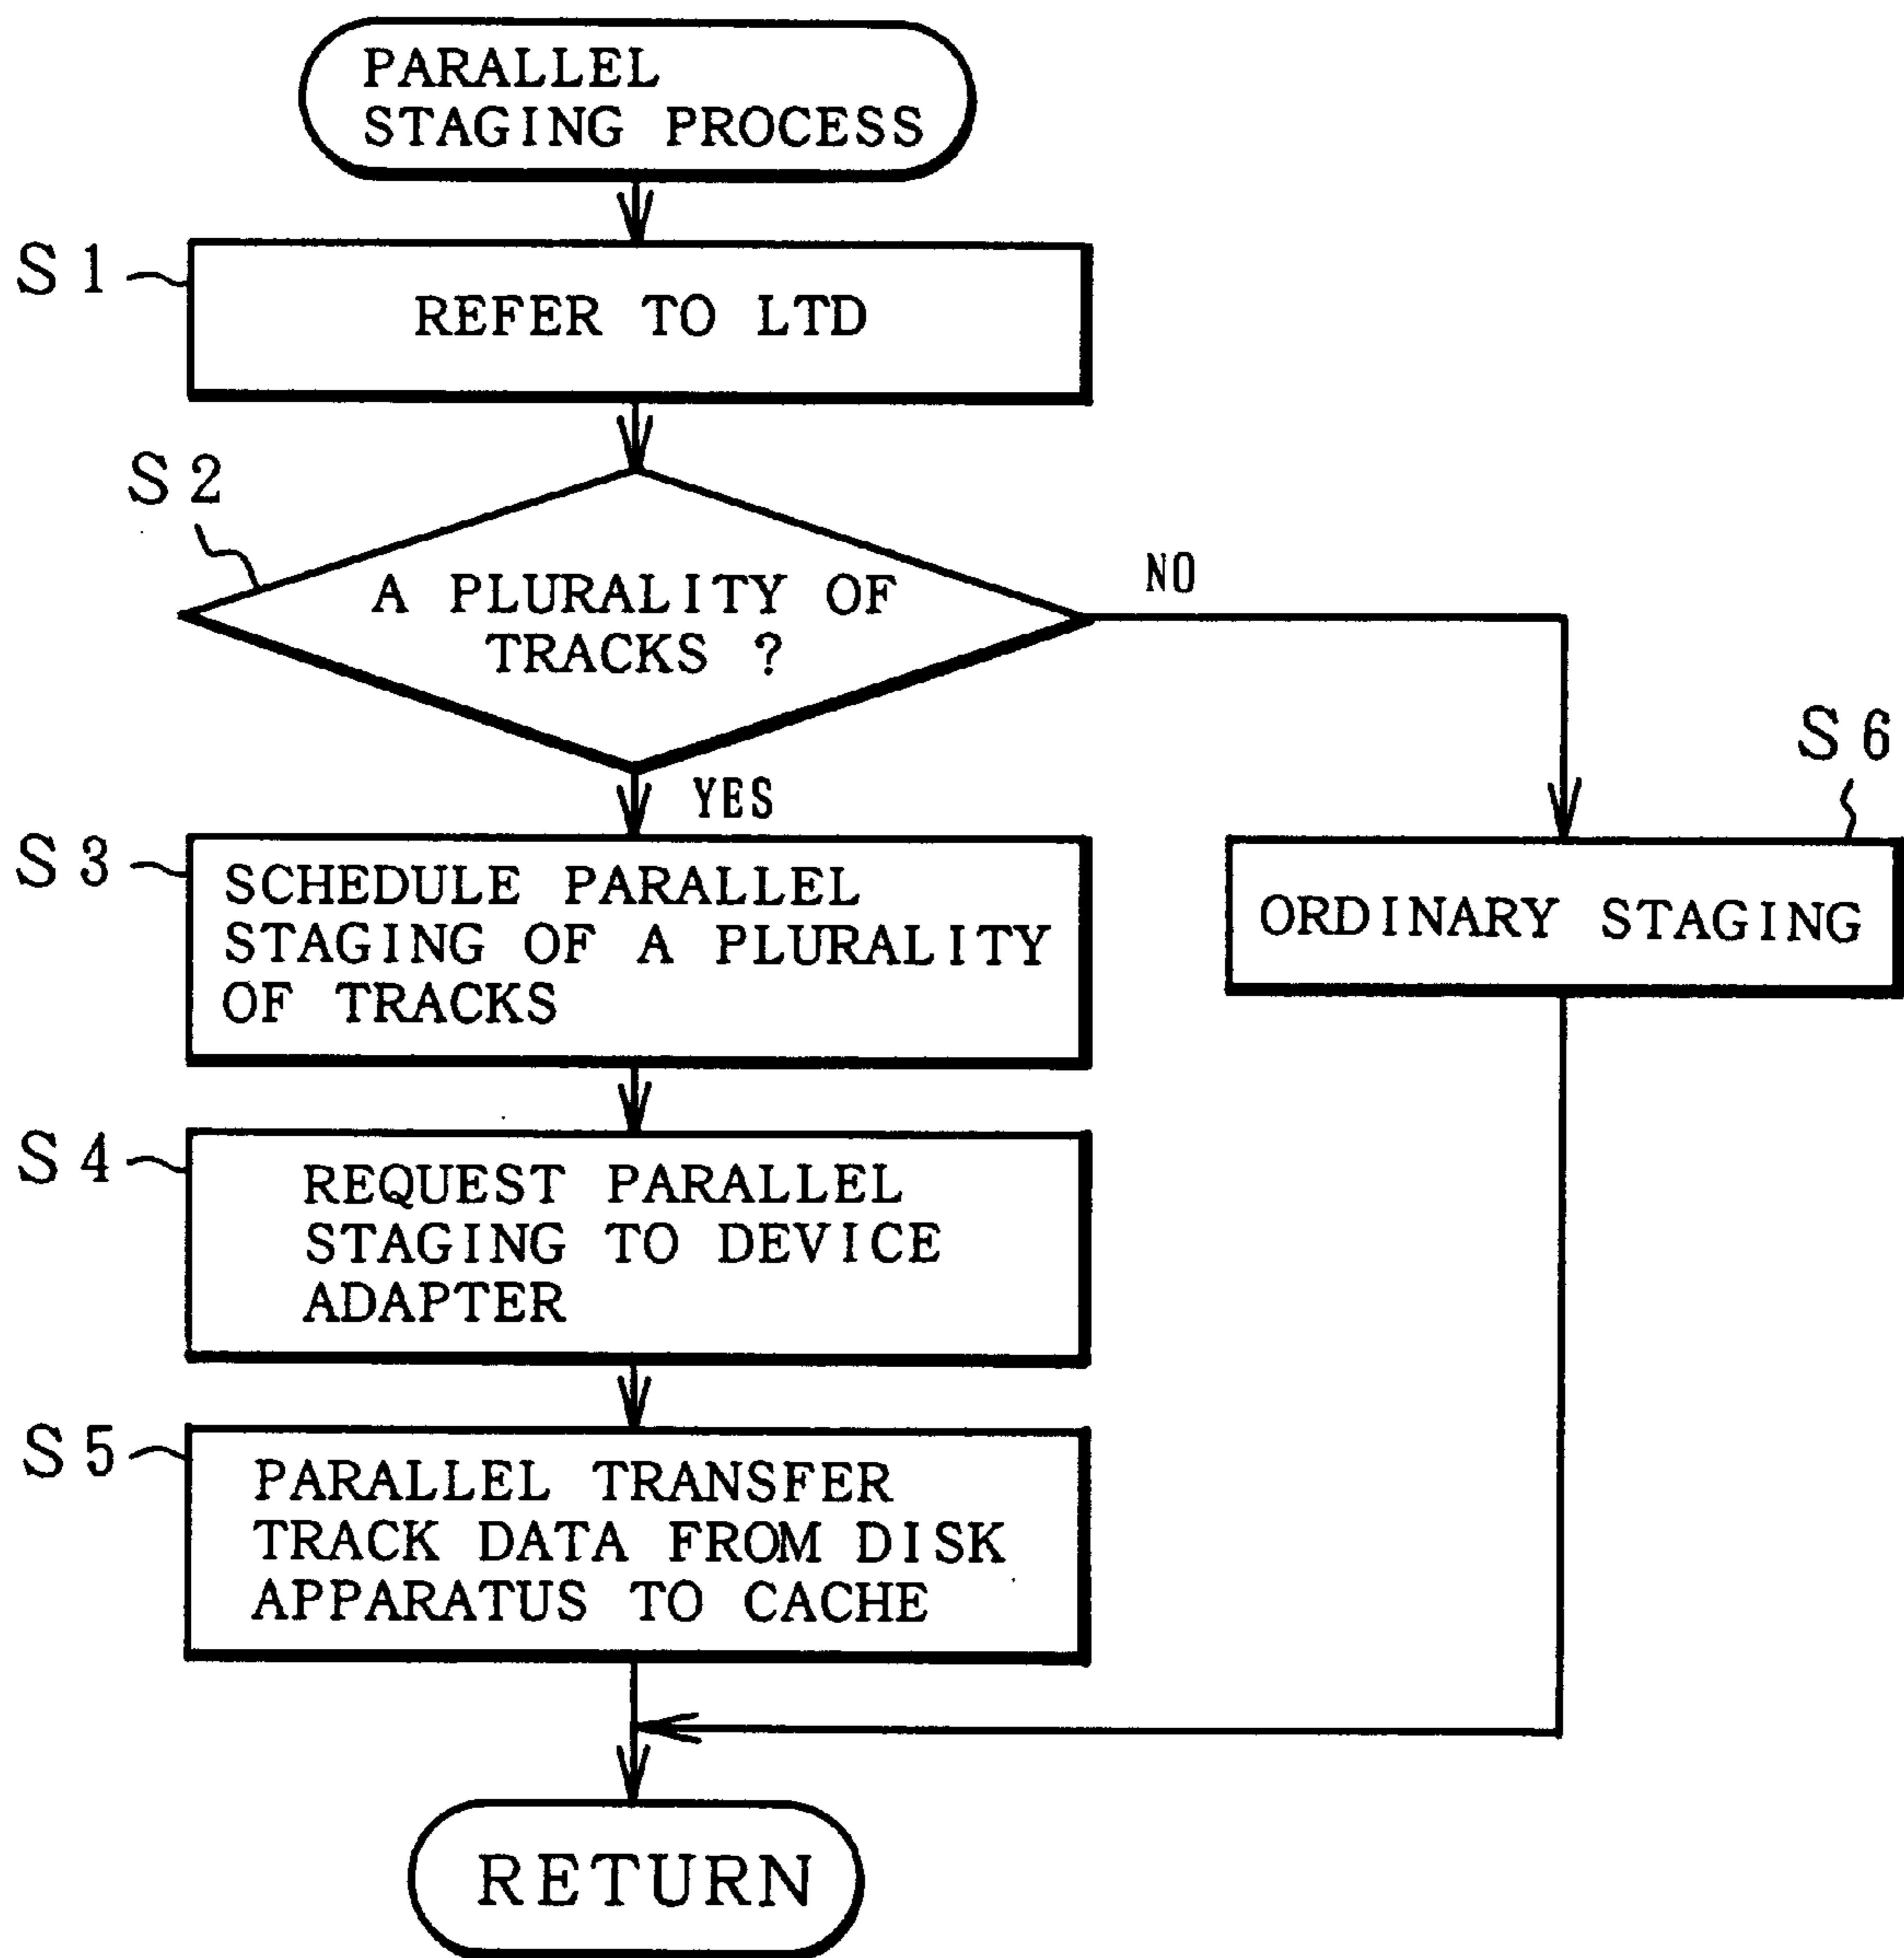 PARALLEL
STAGING PROCESS
S1
REFER TO LTD
S2
A PLURALITY OF
TRACKS ?
NO
YES
S3
SCHEDULE PARALLEL
STAGING OF A PLURALITY
OF TRACKS
S6
ORDINARY STAGING
S4
REQUEST PARALLEL
STAGING TO DEVICE
ADAPTER
S5
PARALLEL TRANSFER
TRACK DATA FROM DISK
APPARATUS TO CACHE
RETURN